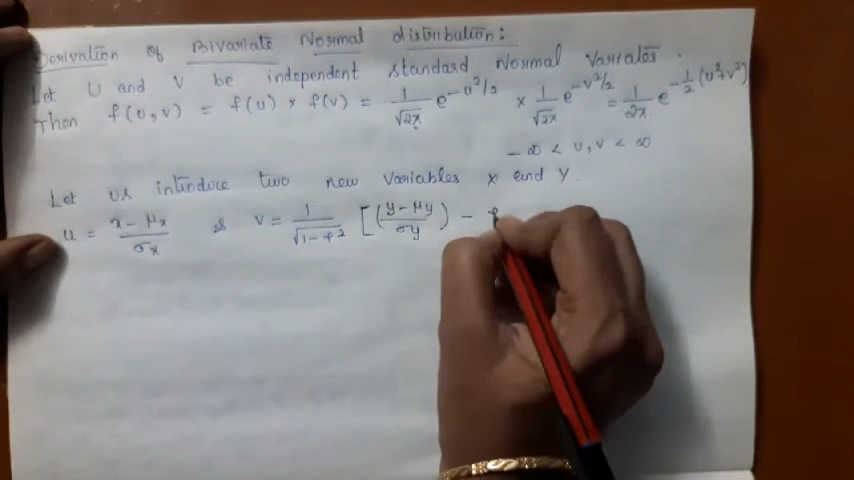 Derivation of Bivariate Normal distribution:
Let U and V be independent standard Normal Variates.
Then f(u,v) = f(u) × f(v) = 1/√2π e^{-u²/2} × 1/√2π e^{-v²/2} = 1/2π e^{-1/2(u²+v²)}
-∞ < u, v < ∞
Let us introduce two new variables x and y.
u = x-μx/σx & v = 1/√1-ρ² [(y-μy/σy) - ρ